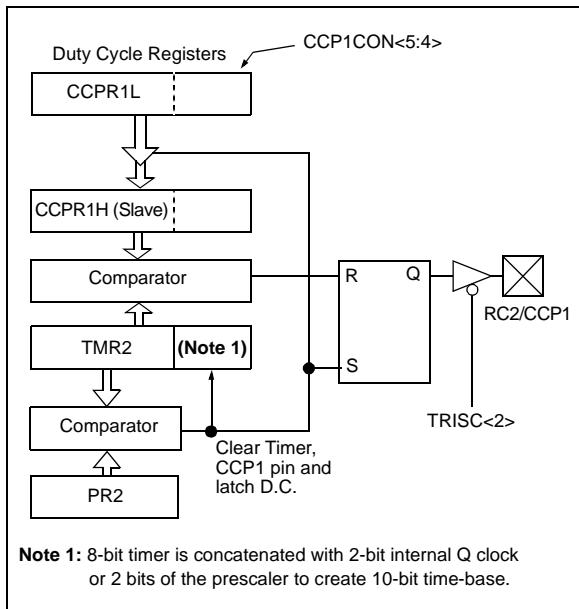 Duty Cycle Registers
CCP1CON<5:4>
CCPR1L
CCPR1H (Slave)
Comparator
R
Q
RC2/CCP1
TMR2
(Note 1)
S
TRISC<2>
Comparator
Clear Timer,
CCP1 pin and
latch D.C.
PR2
Note 1: 8-bit timer is concatenated with 2-bit internal Q clock
or 2 bits of the prescaler to create 10-bit time-base.